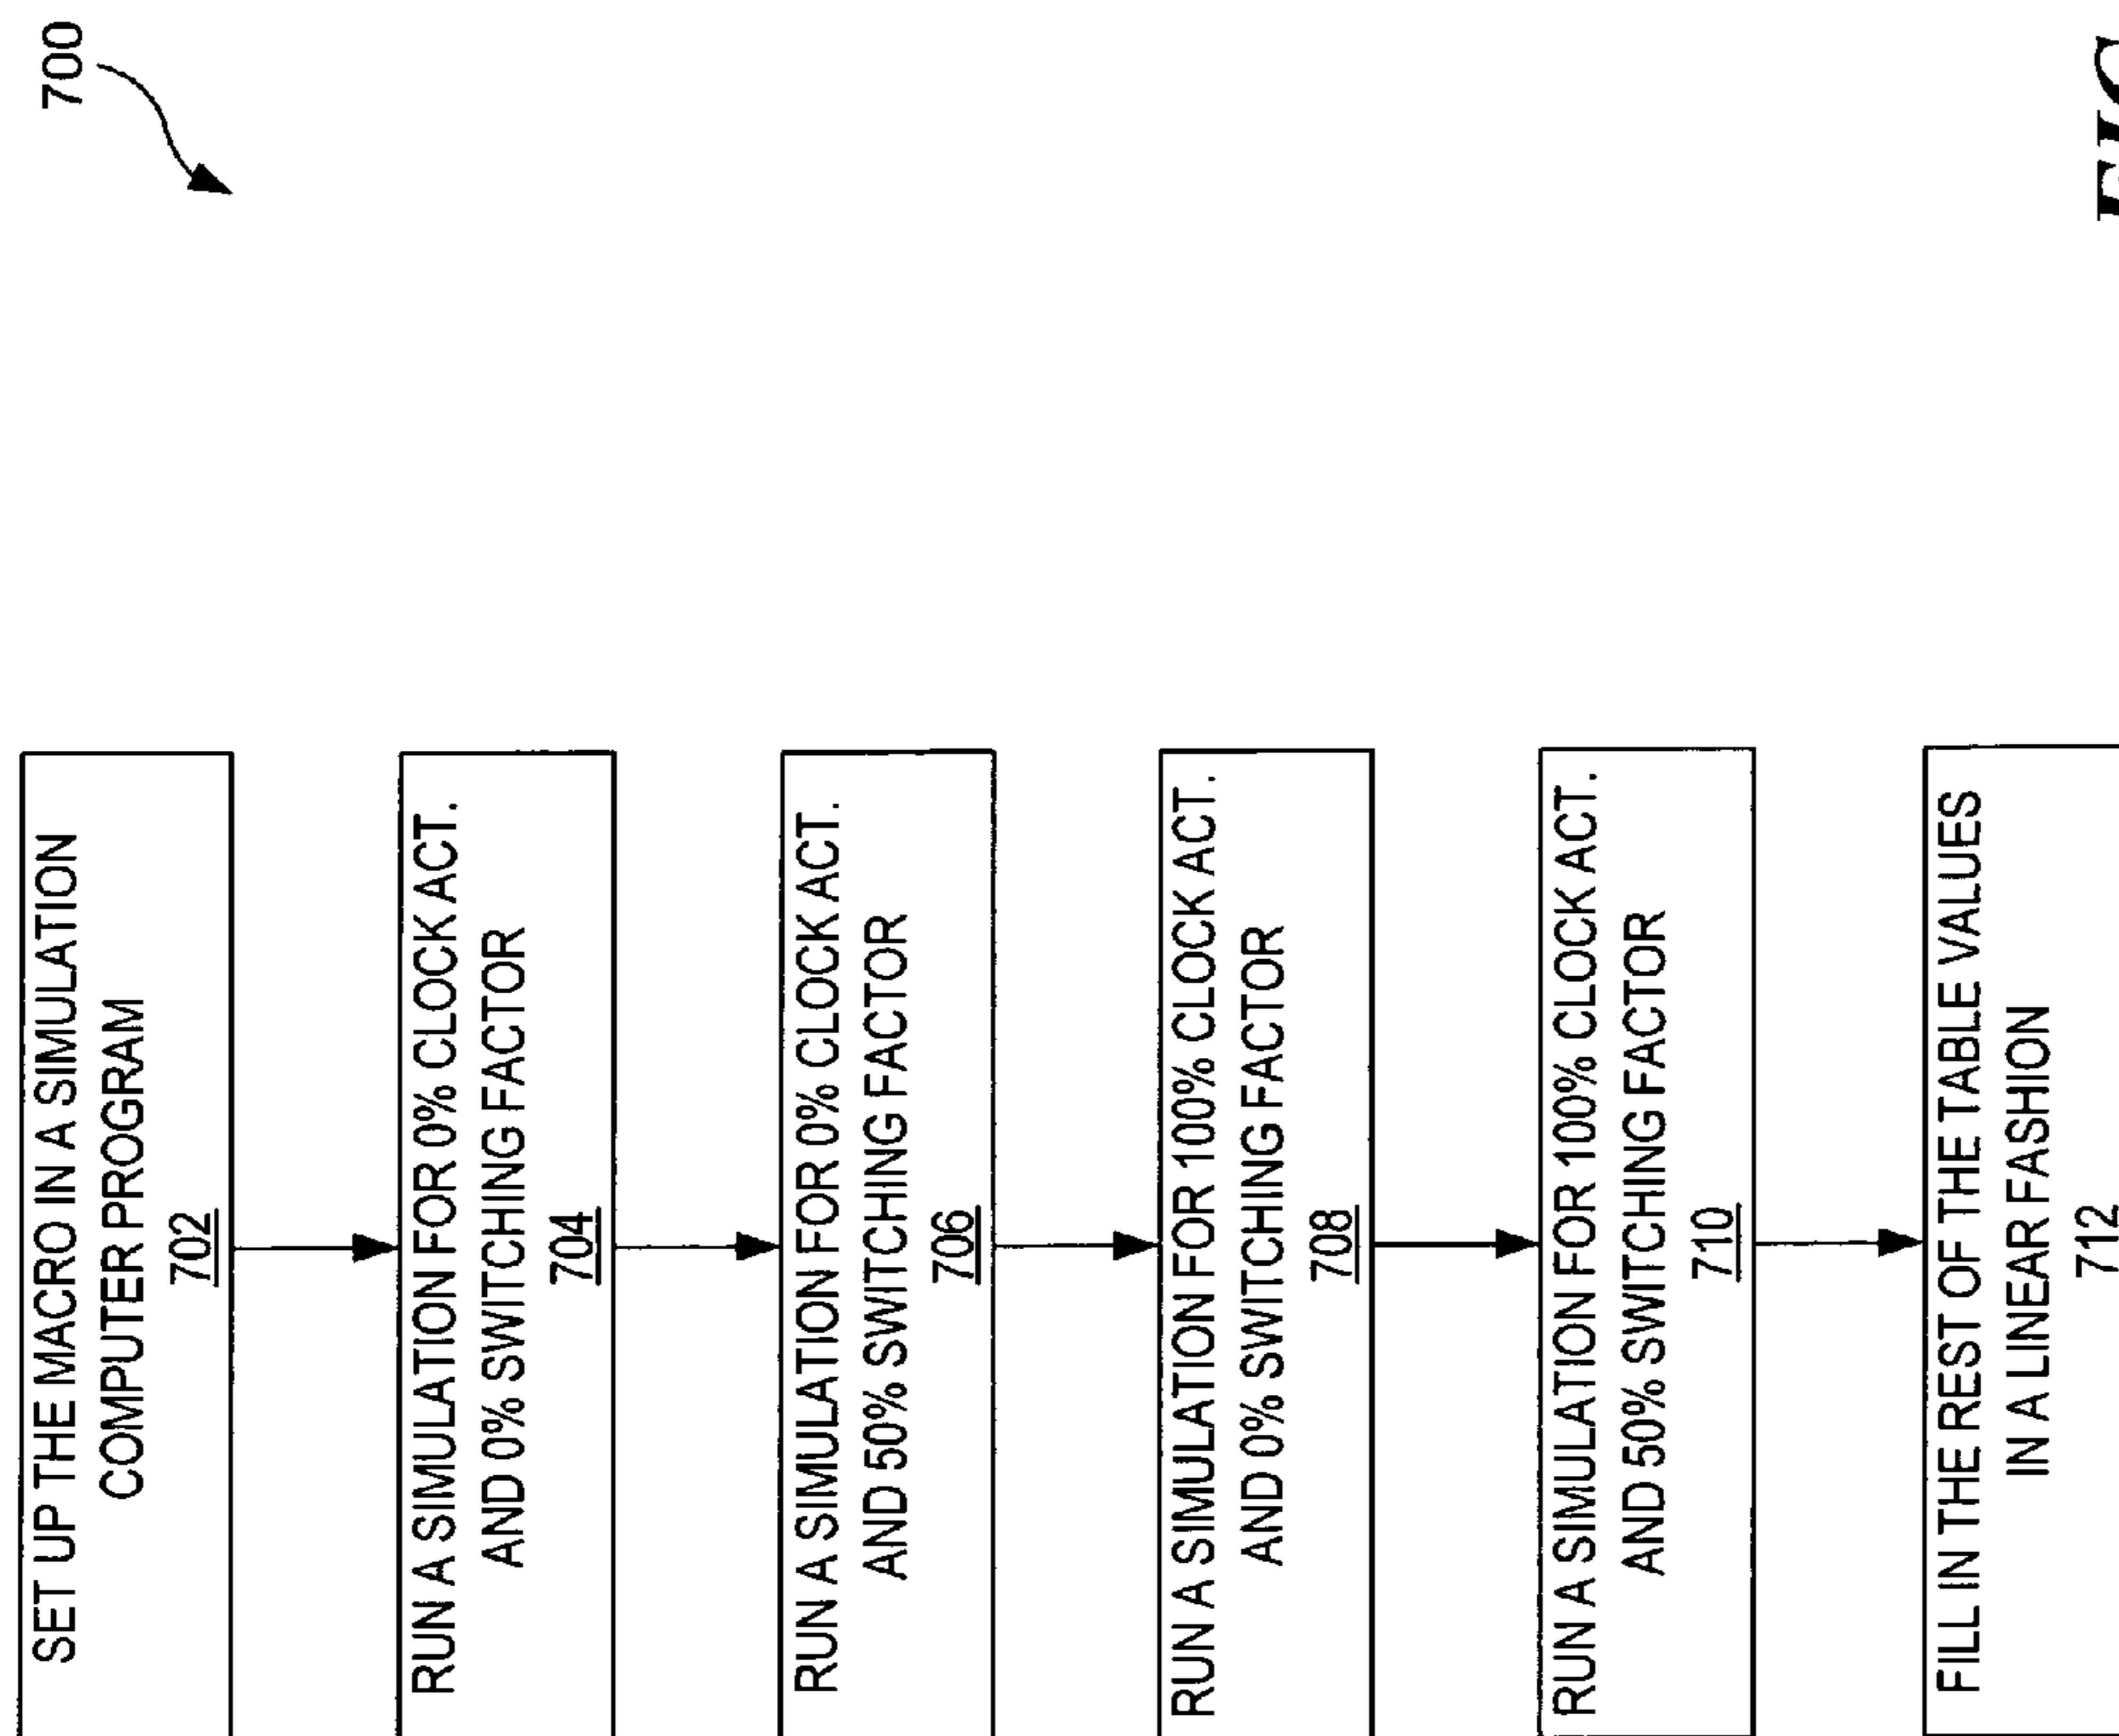 700
SET UP THE MACRO IN A SIMULATION
COMPUTER PROGRAM
702
RUN A SIMULATION FOR 0% CLOCK ACT.
AND 0% SWITCHING FACTOR
704
RUN A SIMULATION FOR 0% CLOCK ACT.
AND 50% SWITCHING FACTOR
706
RUN A SIMULATION FOR 100% CLOCK ACT.
AND 0% SWITCHING FACTOR
708
RUN A SIMULATION FOR 100% CLOCK ACT.
AND 50% SWITCHING FACTOR
710
FILL IN THE REST OF THE TABLE VALUES
IN A LINEAR FASHION
712